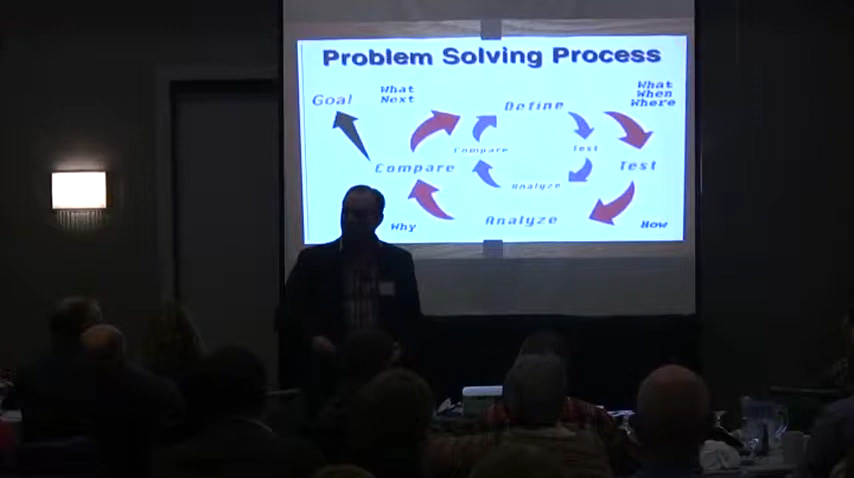 Problem Solving Process
Goal
What
Next
Define
What
When
Where
Compare
Test
Compare
Test
Analyze
Why
Analyze
How